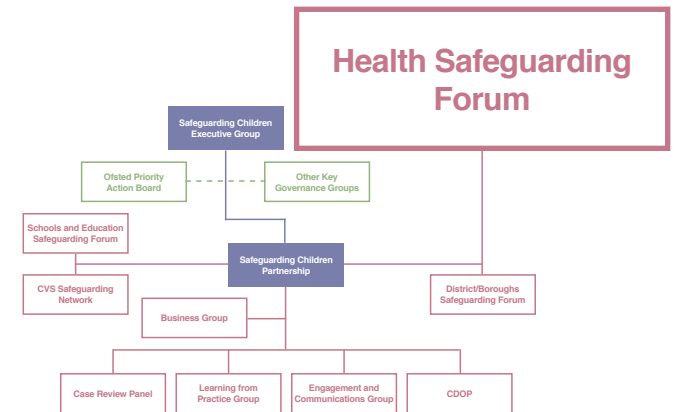 Health Safeguarding
Forum
Safeguarding Children
Executive Group
Ofsted Priority
Action Board
Other Key
Governance Groups
Schools and Education
Safeguarding Forum
Safeguarding Children
Partnership
CVS Safeguarding
Network
District/Boroughs
Safeguarding Forum
Business Group
Case Review Panel
Learning from
Practice Group
Engagement and
Communications Group
CDOP